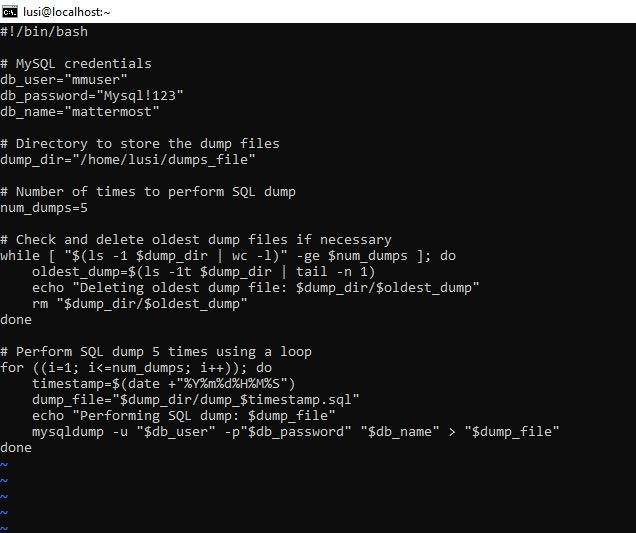 lusi@localhost:~
#!/bin/bash

# MySQL credentials
db_user="mmuser"
db_password="Mysql!123"
db_name="mattermost"

# Directory to store the dump files
dump_dir="/home/lusi/dumps_file"

# Number of times to perform SQL dump
num_dumps=5

# Check and delete oldest dump files if necessary
while [ "$(ls -1 $dump_dir | wc -l)" -ge $num_dumps ]; do
    oldest_dump=$(ls -1t $dump_dir | tail -n 1)
    echo "Deleting oldest dump file: $dump_dir/$oldest_dump"
    rm "$dump_dir/$oldest_dump"
done

# Perform SQL dump 5 times using a loop
for ((i=1; i<=num_dumps; i++)); do
    timestamp=$(date +"%Y%m%d%H%M%S")
    dump_file="$dump_dir/dump_$timestamp.sql"
    echo "Performing SQL dump: $dump_file"
    mysqldump -u "$db_user" -p"$db_password" "$db_name" > "$dump_file"
done
~
~
~
~
~